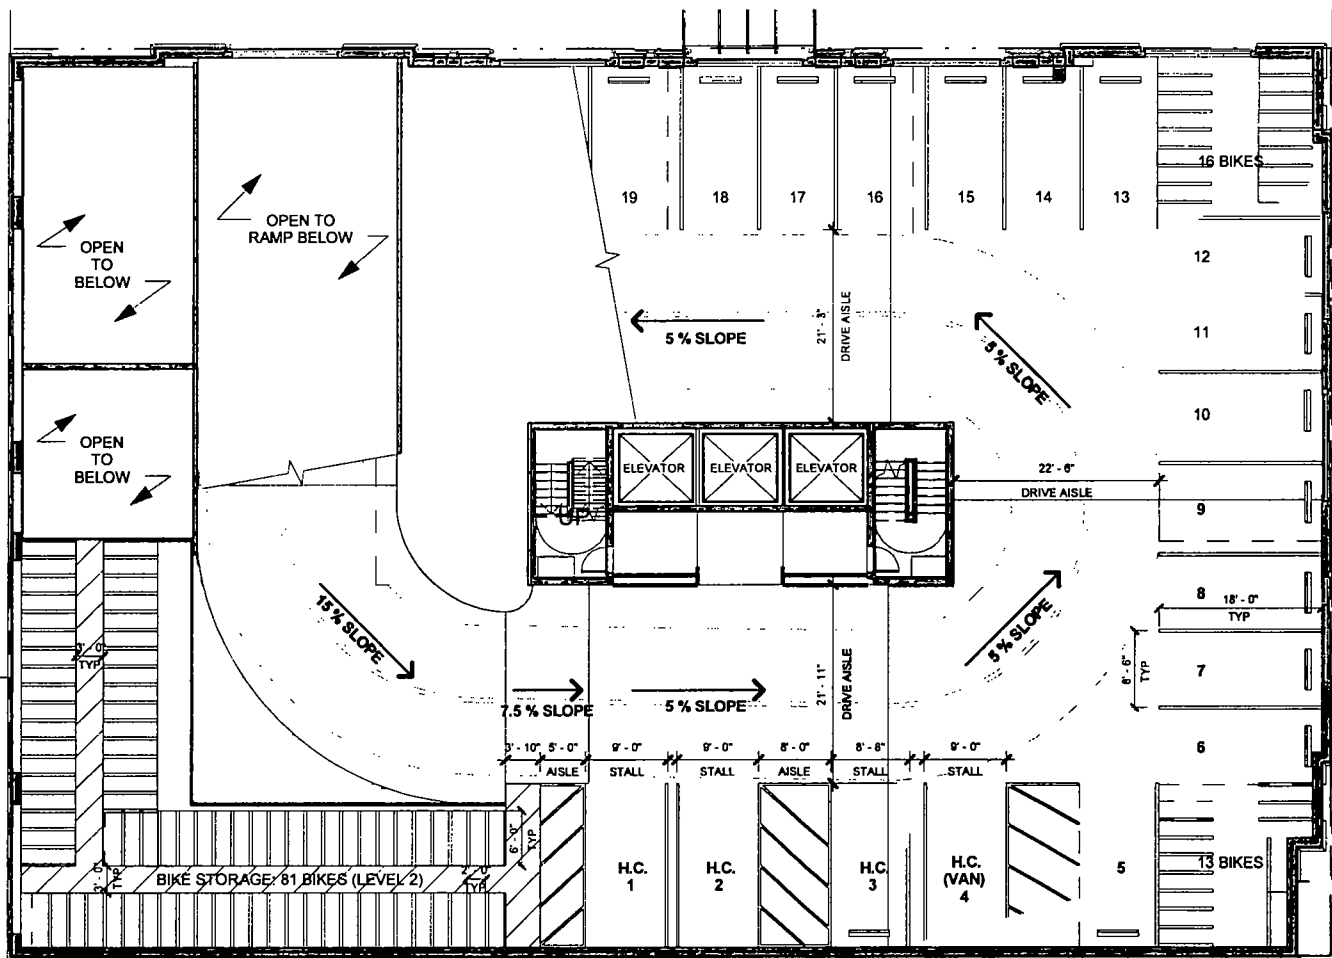 16 BIKES
19
18
17
16
15
14
13
OPEN TO
RAMP BELOW
OPEN
TO
BELOW
12
21' - 3"
DRIVE AISLE
5 % SLOPE
5 % SLOPE
11
10
OPEN
TO
BELOW
ELEVATOR
ELEVATOR
ELEVATOR
22' - 6"
DRIVE AISLE
9
UP
15 % SLOPE
5 % SLOPE
8
18' - 0"
TYP
3' - 0"
TYP
7
8' - 6"
TYP
21' - 11"
DRIVE AISLE
7.5 % SLOPE
5 % SLOPE
6
3' - 10"
5' - 0"
9' - 0"
9' - 0"
8' - 0"
8' - 8"
9' - 0"
AISLE
STALL
STALL
AISLE
STALL
STALL
6' - 0"
TYP
3' - 0"
TYP
BIKE STORAGE: 81 BIKES (LEVEL 2)
2' - 0"
TYP
H.C.
1
H.C.
2
H.C.
3
H.C.
(VAN)
4
5
13 BIKES